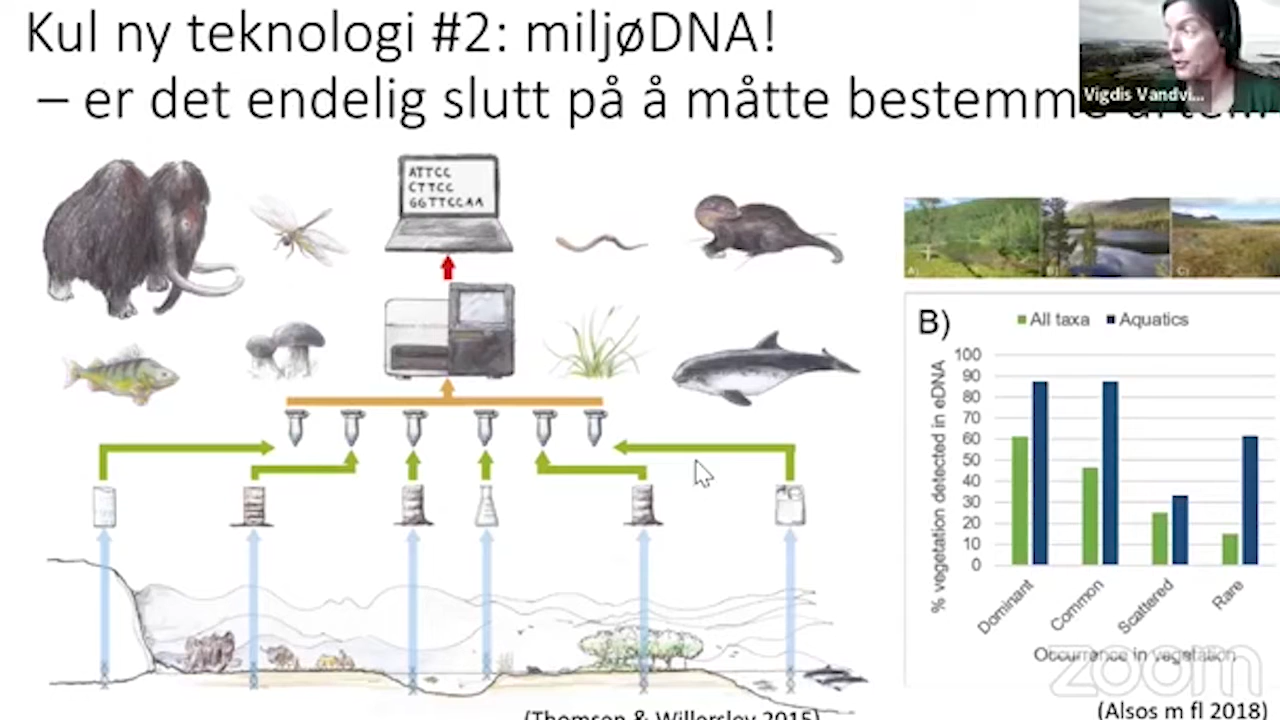 Kul ny teknologi #2: miljøDNA!
– er det endelig slutt på å måtte bestemme
Vigdis Vandvi...
ATTCC
CTTCC
GGTTCCAA
A)
B)
C)
B)
All taxa
Aquatics
% vegetation detected in eDNA
100
90
80
70
60
50
40
30
20
10
0
Dominant
Common
Scattered
Rare
Occurrence in vegetation
zoom
(Thomsen & Willerslev 2015)
(Alsos m fl 2018)